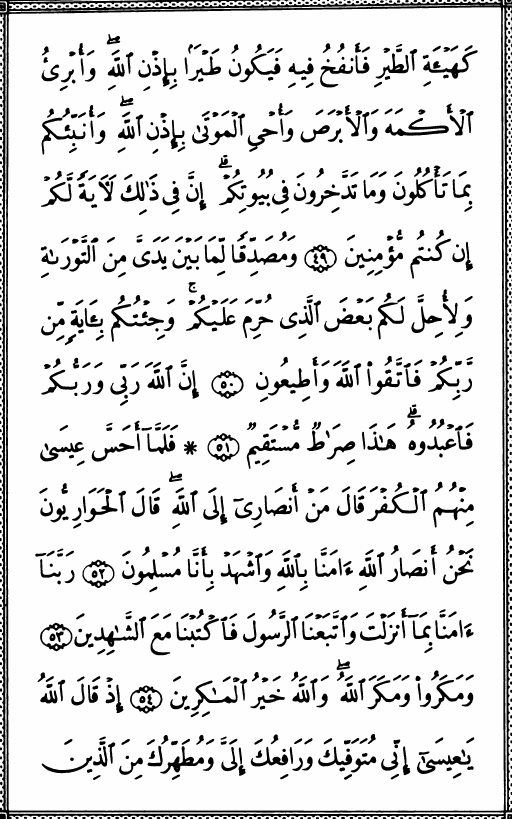 كَهَيْـَٔةِ ٱلطَّيْرِ فَأَنفُخُ فِيهِ فَيَكُونُ طَيْرًۢا بِإِذْنِ ٱللَّهِۖ وَأُبْرِئُ
ٱلْأَكْمَهَ وَٱلْأَبْرَصَ وَأُحْىِ ٱلْمَوْتَىٰ بِإِذْنِ ٱللَّهِۖ وَأُنَبِّئُكُم
بِمَا تَأْكُلُونَ وَمَا تَدَّخِرُونَ فِى بُيُوتِكُمْۚ إِنَّ فِى ذَٰلِكَ لَـَٔايَةً لَّكُمْ
إِن كُنتُم مُّؤْمِنِينَ ۝٤٩ وَمُصَدِّقًا لِّمَا بَيْنَ يَدَىَّ مِنَ ٱلتَّوْرَىٰةِ
وَلِأُحِلَّ لَكُم بَعْضَ ٱلَّذِى حُرِّمَ عَلَيْكُمْۚ وَجِئْتُكُم بِـَٔايَةٍ مِّن
رَّبِّكُمْ فَٱتَّقُوا۟ ٱللَّهَ وَأَطِيعُونِ ۝٥٠ إِنَّ ٱللَّهَ رَبِّى وَرَبُّكُمْ
فَٱعْبُدُوهُۚ هَٰذَا صِرَٰطٌ مُّسْتَقِيمٌ ۝٥١ * فَلَمَّآ أَحَسَّ عِيسَىٰ
مِنْهُمُ ٱلْكُفْرَ قَالَ مَنْ أَنصَارِىٓ إِلَى ٱللَّهِۖ قَالَ ٱلْحَوَارِيُّونَ
نَحْنُ أَنصَارُ ٱللَّهِ ءَامَنَّا بِٱللَّهِ وَٱشْهَدْ بِأَنَّا مُسْلِمُونَ ۝٥٢ رَبَّنَآ
ءَامَنَّا بِمَآ أَنزَلْتَ وَٱتَّبَعْنَا ٱلرَّسُولَ فَٱكْتُبْنَا مَعَ ٱلشَّٰهِدِينَ ۝٥٣
وَمَكَرُوا۟ وَمَكَرَ ٱللَّهُۖ وَٱللَّهُ خَيْرُ ٱلْمَٰكِرِينَ ۝٥٤ إِذْ قَالَ ٱللَّهُ
يَٰعِيسَىٰٓ إِنِّى مُتَوَفِّيكَ وَرَافِعُكَ إِلَىَّ وَمُطَهِّرُكَ مِنَ ٱلَّذِينَ